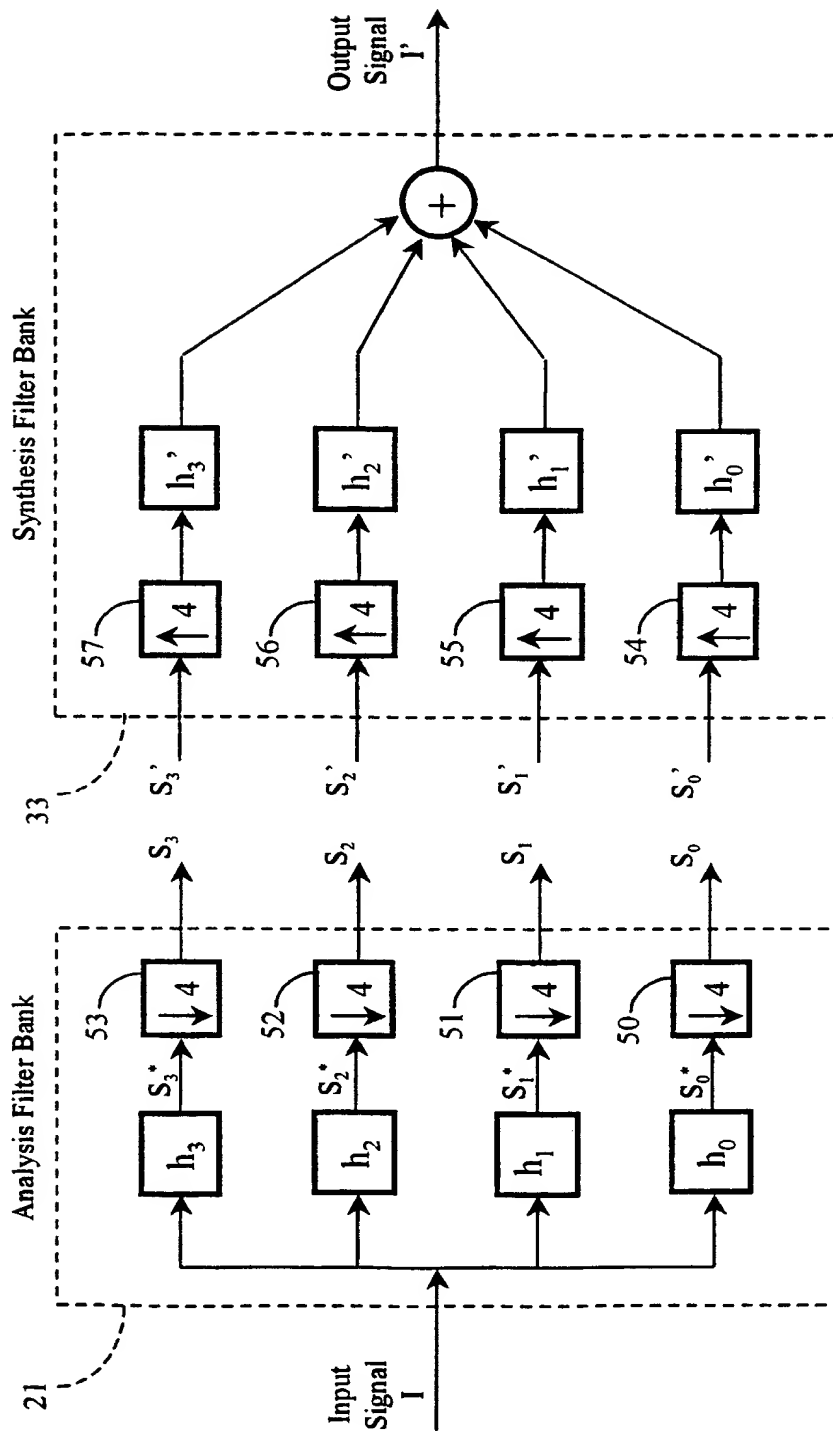 Analysis Filter Bank
Synthesis Filter Bank
21
33
Input
Signal
I
Output
Signal
I'
h₃
S₃*
↓4
53
S₃
S₃'
57
↑4
h₃'
h₂
S₂*
↓4
52
S₂
S₂'
56
↑4
h₂'
h₁
S₁*
↓4
51
S₁
S₁'
55
↑4
h₁'
h₀
S₀*
↓4
50
S₀
S₀'
54
↑4
h₀'
+